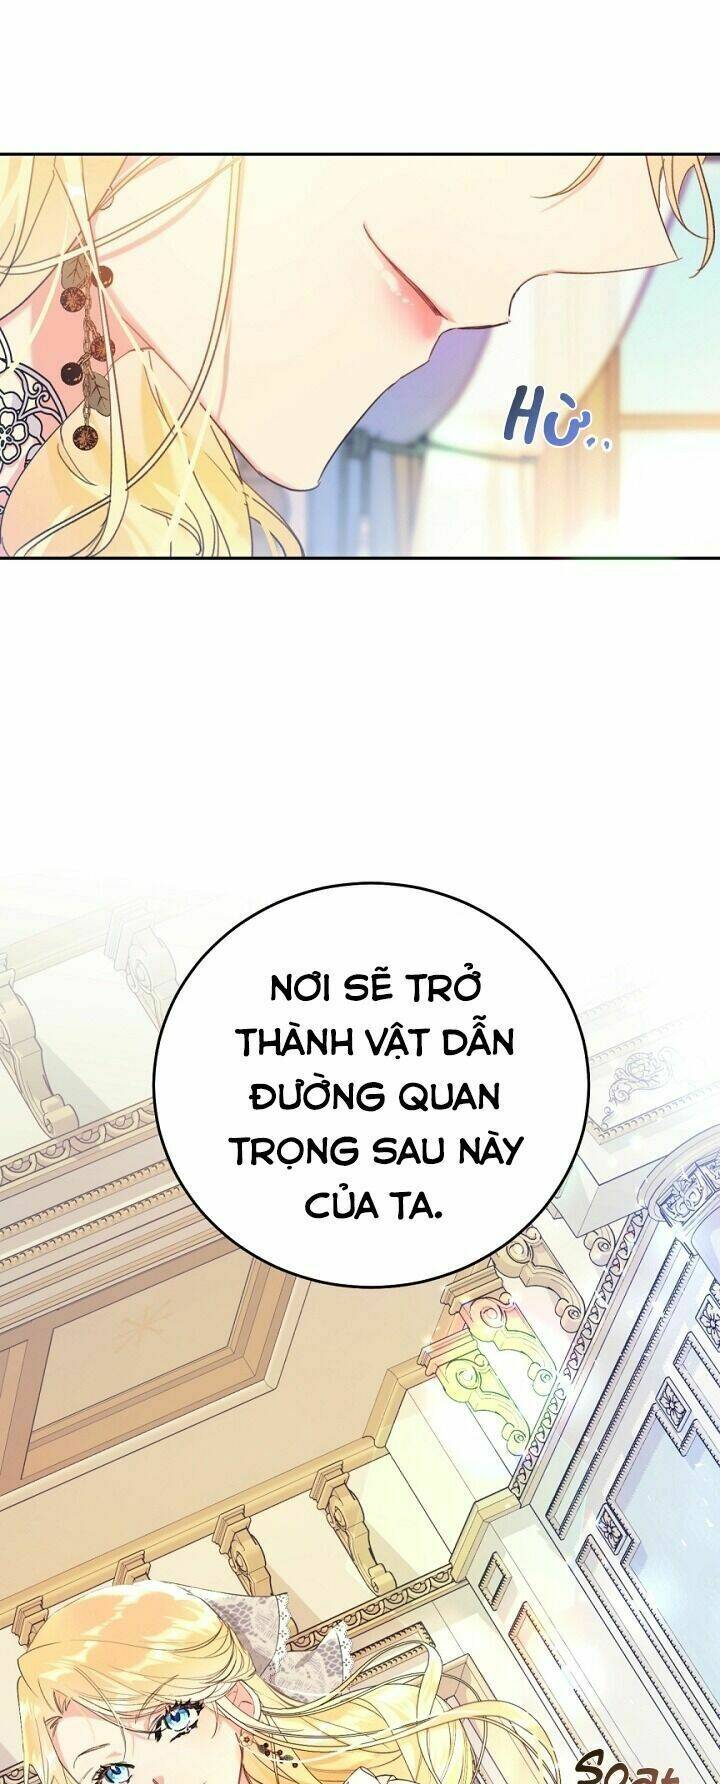 Hừ..
NƠI SẼ TRỞ
THÀNH VẬT DẪN
ĐƯỜNG QUAN
TRỌNG SAU NÀY
CỦA TA.